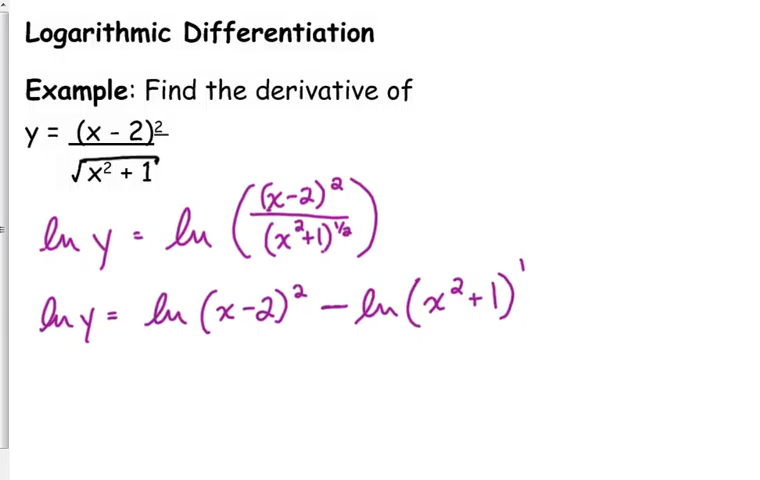 Logarithmic Differentiation
Example: Find the derivative of
y = (x - 2)²
√x² + 1
ln y = ln ( (x-2)²
(x²+1)^½ )
ln y = ln (x-2)² - ln (x²+1)^'